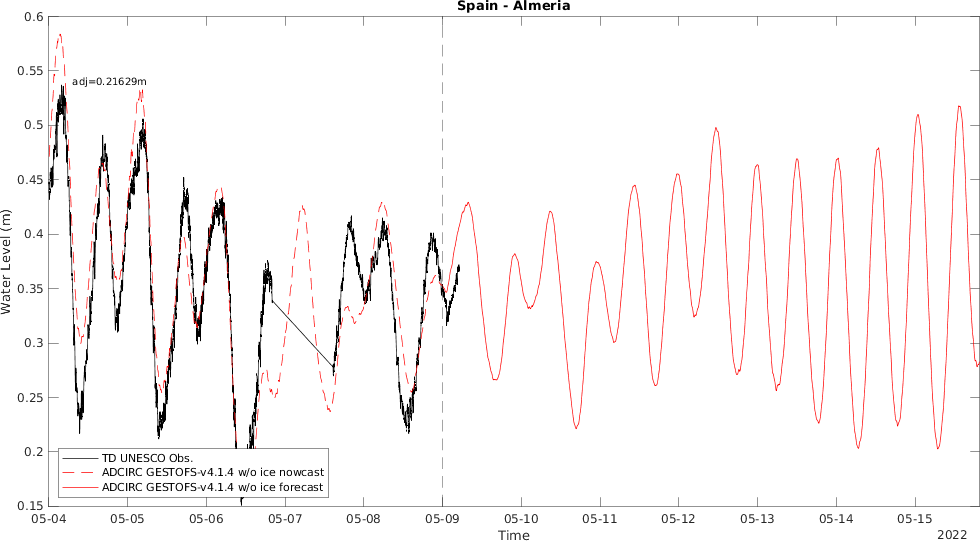 Spain - Almeria
0.6
0.55
adj=0.21629m
0.5
0.45
0.4
0.35
0.3
0.25
0.2
0.15
Water Level (m)
TD UNESCO Obs.
ADCIRC GESTOFS-v4.1.4 w/o ice nowcast
ADCIRC GESTOFS-v4.1.4 w/o ice forecast
05-04 05-05 05-06 05-07 05-08 05-09 05-10 05-11 05-12 05-13 05-14 05-15
Time
2022